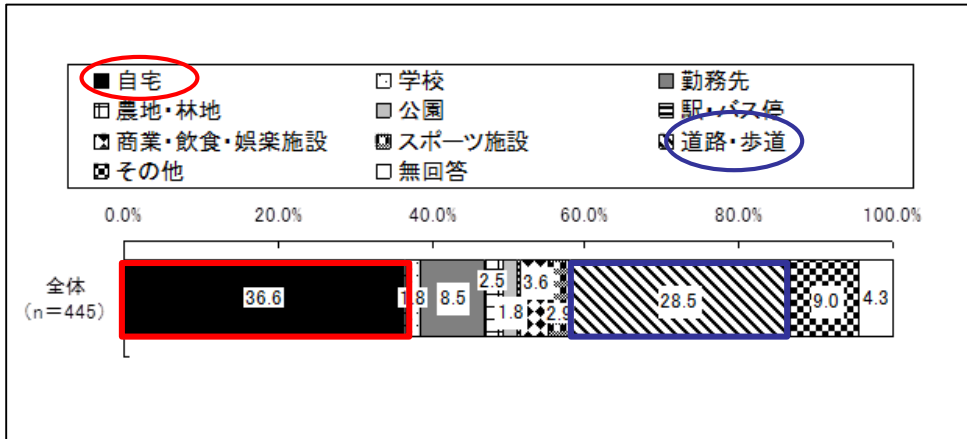 ■自宅 □学校 ■勤務先
農地・林地 公園 駅・バス停
商業・飲食・娯楽施設 スポーツ施設 道路・歩道
その他 □無回答
0.0% 20.0% 40.0% 60.0% 80.0% 100.0%
全体
(n=445)
36.6 1.8 8.5 2.5 1.8 3.6 2.9 28.5 9.0 4.3